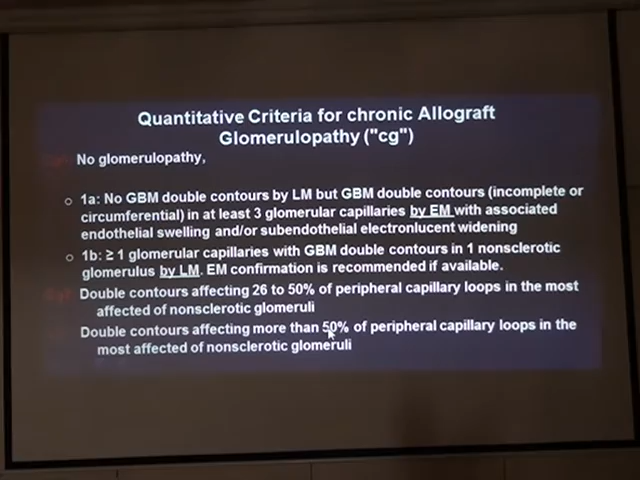 Quantitative Criteria for chronic Allograft
Glomerulopathy ("cg")
No glomerulopathy,
1a: No GBM double contours by LM but GBM double contours (incomplete or
circumferential) in at least 3 glomerular capillaries by EM with associated
endothelial swelling and/or subendothelial electronlucent widening
1b: ≥ 1 glomerular capillaries with GBM double contours in 1 nonsclerotic
glomerulus by LM. EM confirmation is recommended if available.
Double contours affecting 26 to 50% of peripheral capillary loops in the most
affected of nonsclerotic glomeruli
Double contours affecting more than 50% of peripheral capillary loops in the
most affected of nonsclerotic glomeruli